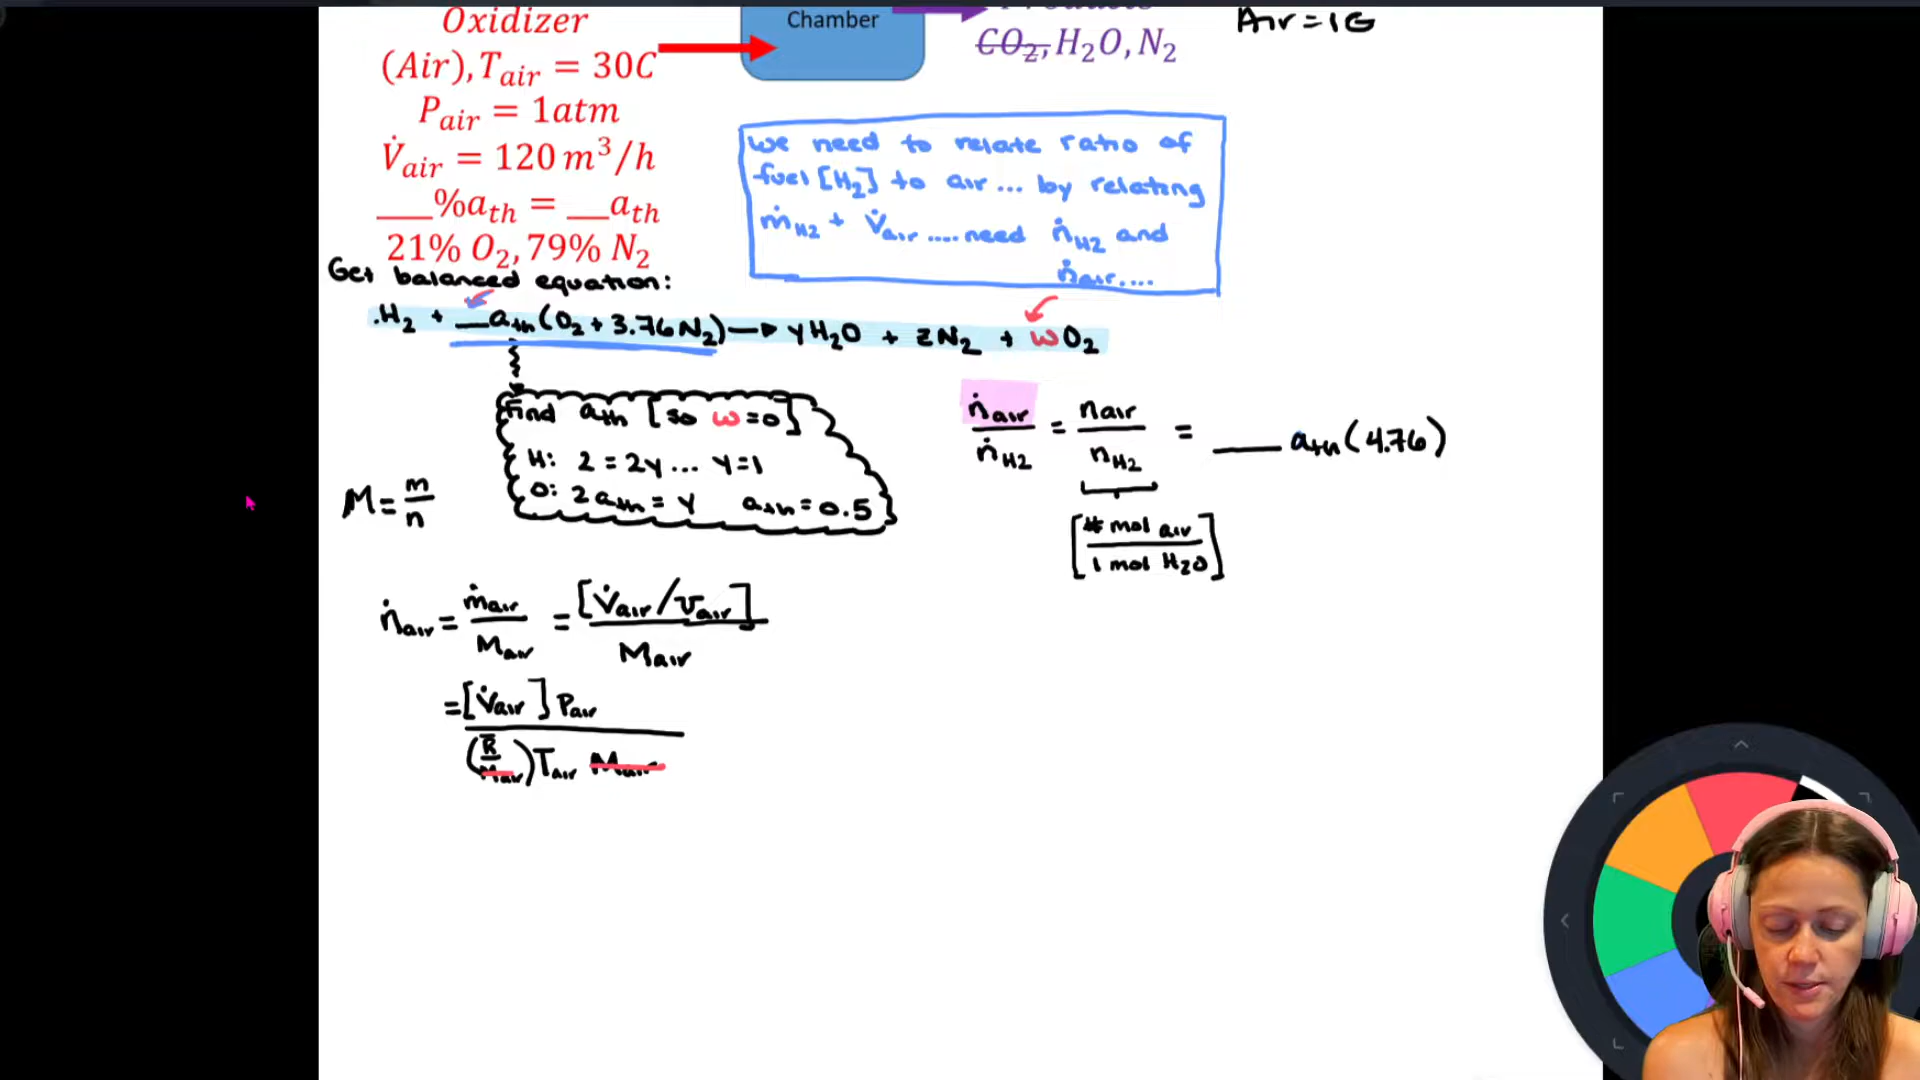 Oxidizer
(Air), T_air = 30C
P_air = 1atm
V̇_air = 120 m³/h
___%a_th = __a_th
21% O₂, 79% N₂
Chamber
CO₂, H₂O, N₂
Air = IG
we need to relate ratio of
fuel [H₂] to air ... by relating
ṁ_H2 + V̇_air .... need ṅ_H2 and
ṅ_air ....
Get balanced equation:
H₂ + __a_th (O₂ + 3.76N₂) → yH₂O + zN₂ + wO₂
Find a_th [so w=0]
H: 2 = 2y ... y=1
O: 2a_th = y a_th = 0.5
M = m/n
ṅ_air/ṅ_H2 = n_air/n_H2 = ___ a_th (4.76)
[# mol air / 1 mol H₂O]
ṅ_air = ṁ_air/M_air = [V̇_air/v_air]/M_air
= [V̇_air] P_air / (R̅/M_air) T_air M_air